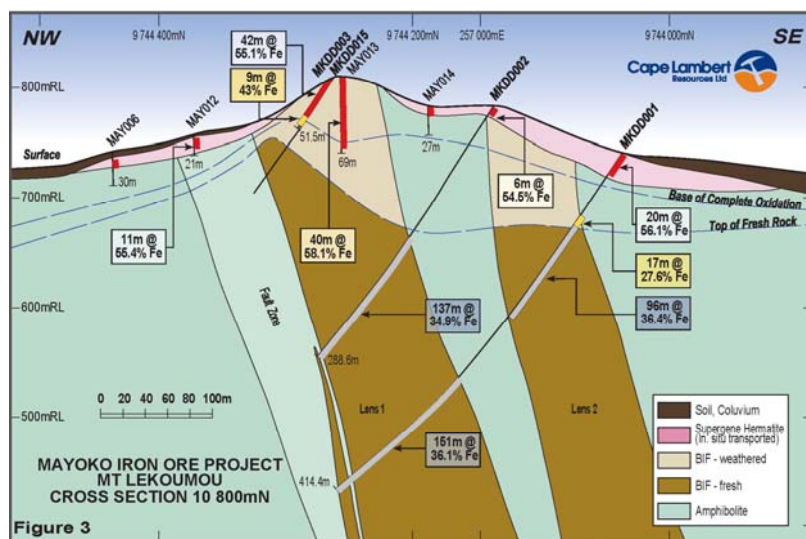 NW
9 744 400mN
9 744 200mN
257 000mE
9 744 000mN
SE
42m @
55.1% Fe
9m @
43% Fe
MKDD003
MKDD015
MAY013
MAY014
MKDD002
MKDD001
MAY006
MAY012
Cape Lambert
Resources Ltd
800mRL
700mRL
600mRL
500mRL
Surface
30m
21m
51.5m
69m
27m
6m @
54.5% Fe
Base of Complete Oxidation
Top of Fresh Rock
11m @
55.4% Fe
40m @
58.1% Fe
20m @
56.1% Fe
17m @
27.6% Fe
137m @
34.9% Fe
96m @
36.4% Fe
Fault Zone
288.6m
Lens 1
Lens 2
151m @
36.1% Fe
414.4m
0 20 40 60 80 100m
MAYOKO IRON ORE PROJECT
MT LEKOUMOU
CROSS SECTION 10 800mN
Figure 3
Soil, Coluvium
Supergene Hermatite
(In. situ transported)
BIF - weathered
BIF - fresh
Amphibolite